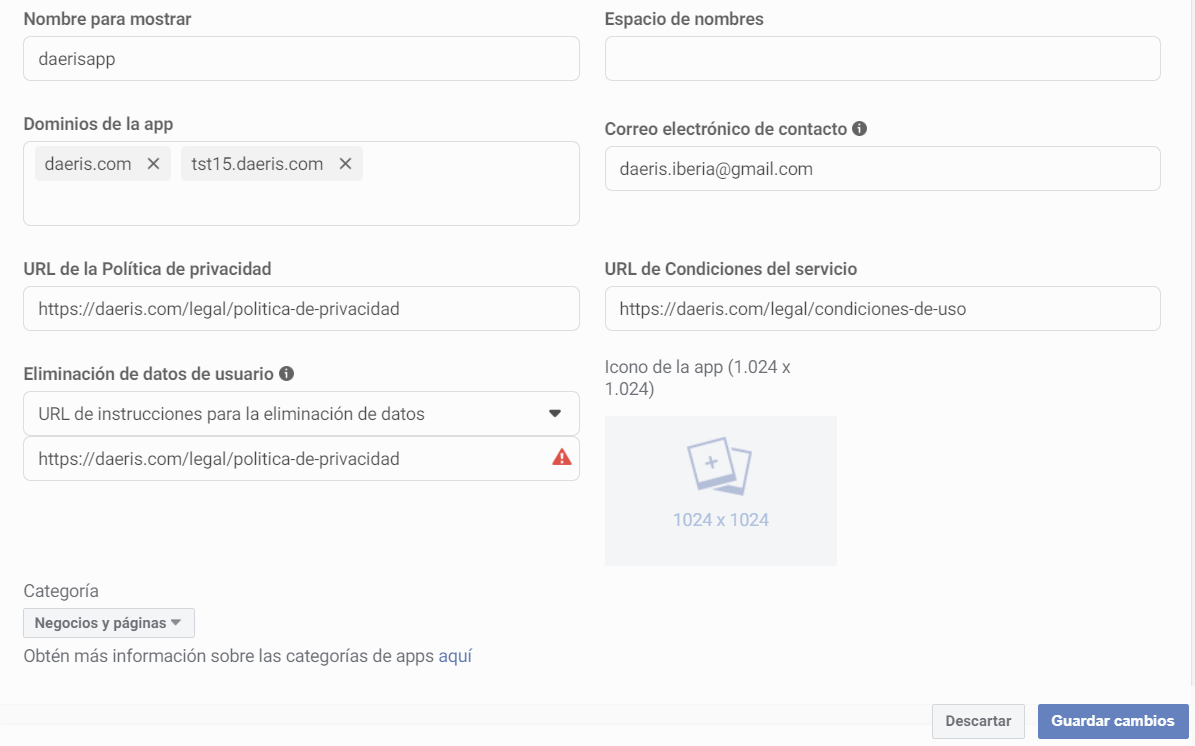 Nombre para mostrar
Espacio de nombres
daerisapp
Dominios de la app
Correo electrónico de contacto
daeris.com
tst15.daeris.com
daeris.iberia@gmail.com
URL de la Política de privacidad
URL de Condiciones del servicio
https://daeris.com/legal/politica-de-privacidad
https://daeris.com/legal/condiciones-de-uso
Eliminación de datos de usuario
Icono de la app (1.024 x
1.024)
URL de instrucciones para la eliminación de datos
https://daeris.com/legal/politica-de-privacidad
1024 x 1024
Categoría
Negocios y páginas
Obtén más información sobre las categorías de apps aquí
Descartar
Guardar cambios